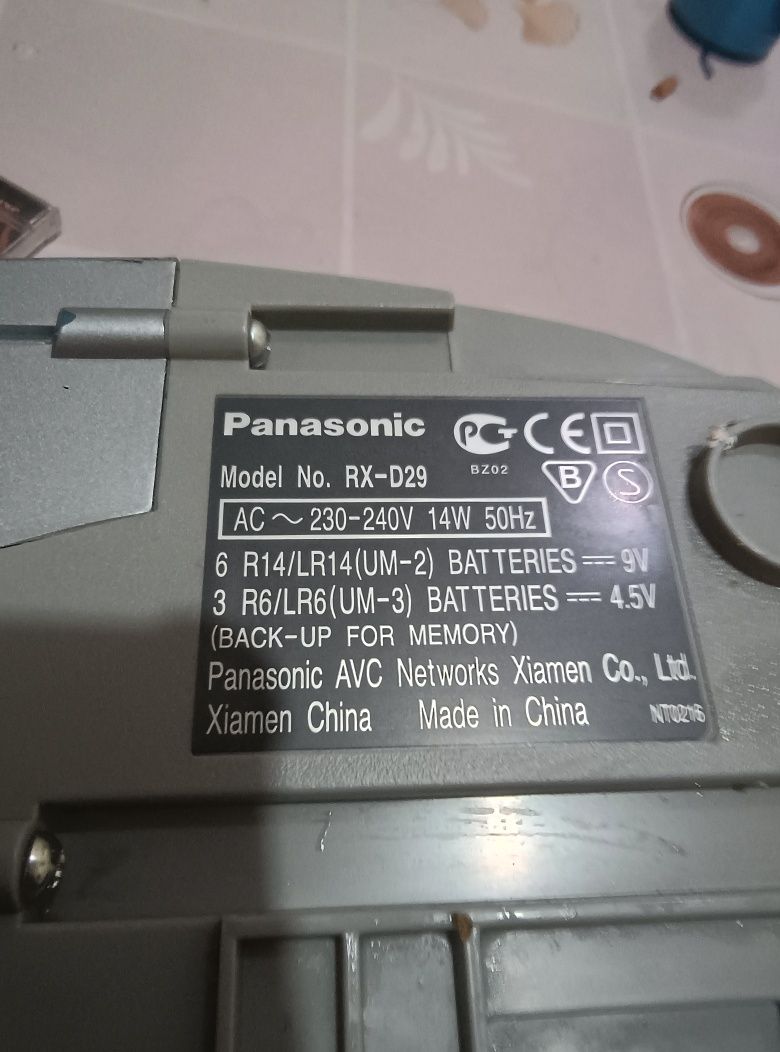 Panasonic
PCT CE
BZ02
B S
Model No. RX-D29
AC ~ 230-240V 14W 50Hz
6 R14/LR14(UM-2) BATTERIES ⎓ 9V
3 R6/LR6(UM-3) BATTERIES ⎓ 4.5V
(BACK-UP FOR MEMORY)
Panasonic AVC Networks Xiamen Co., Ltd.
Xiamen China Made in China